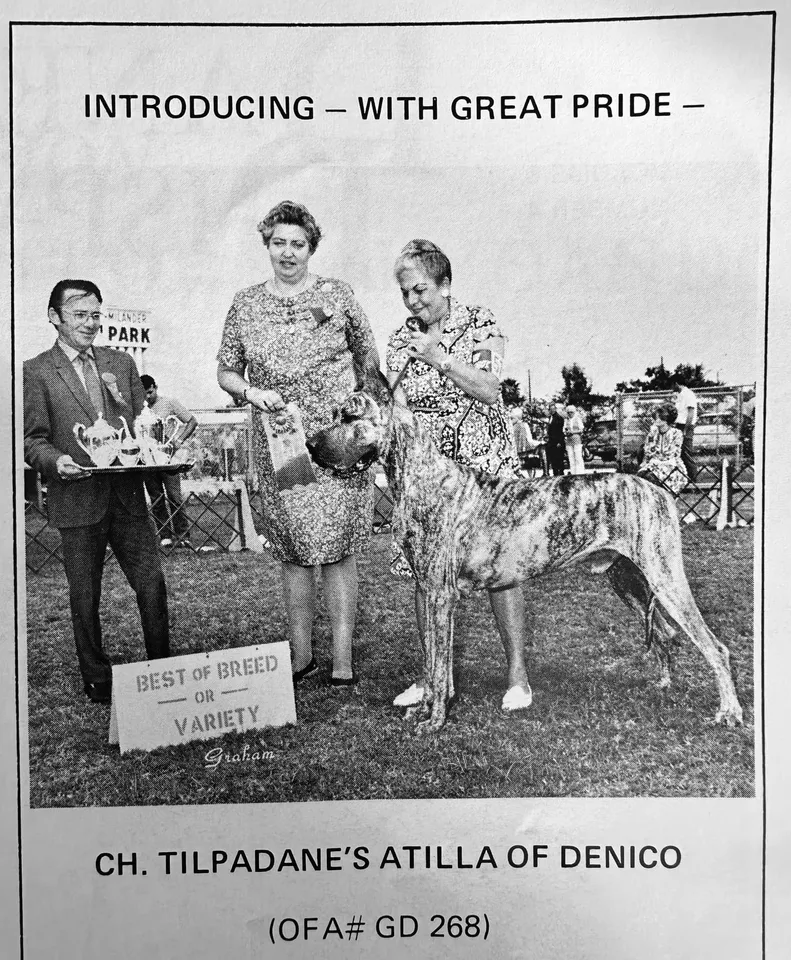 INTRODUCING – WITH GREAT PRIDE –
-MILANDER
PARK
BEST OF BREED
— OR —
VARIETY
Graham
CH. TILPADANE'S ATILLA OF DENICO
(OFA# GD 268)